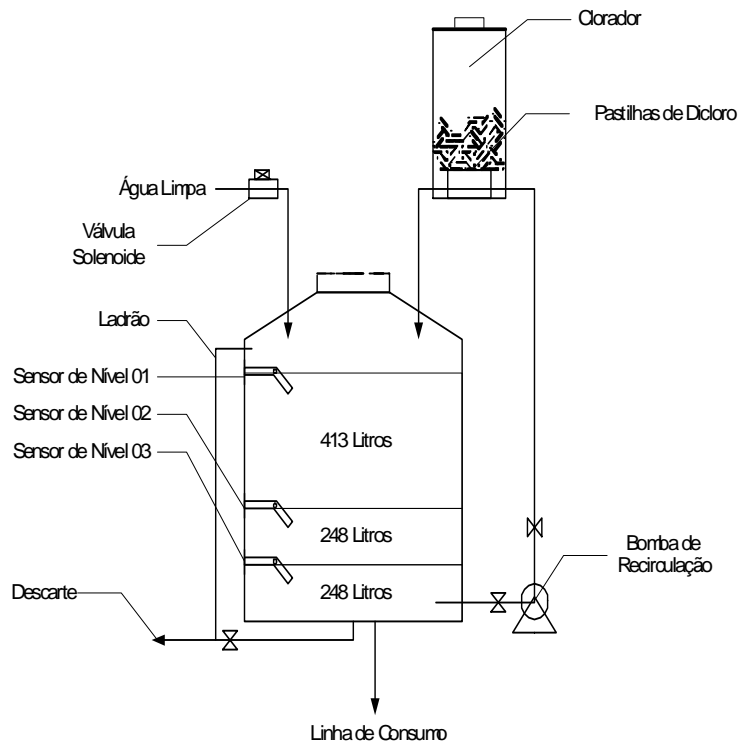 Clorador
Pastilhas de Dicloro
Água Limpa
Válvula
Solenoide
Ladrão
Sensor de Nível 01
Sensor de Nível 02
Sensor de Nível 03
413 Litros
248 Litros
248 Litros
Bomba de
Recirculação
Descarte
Linha de Consumo